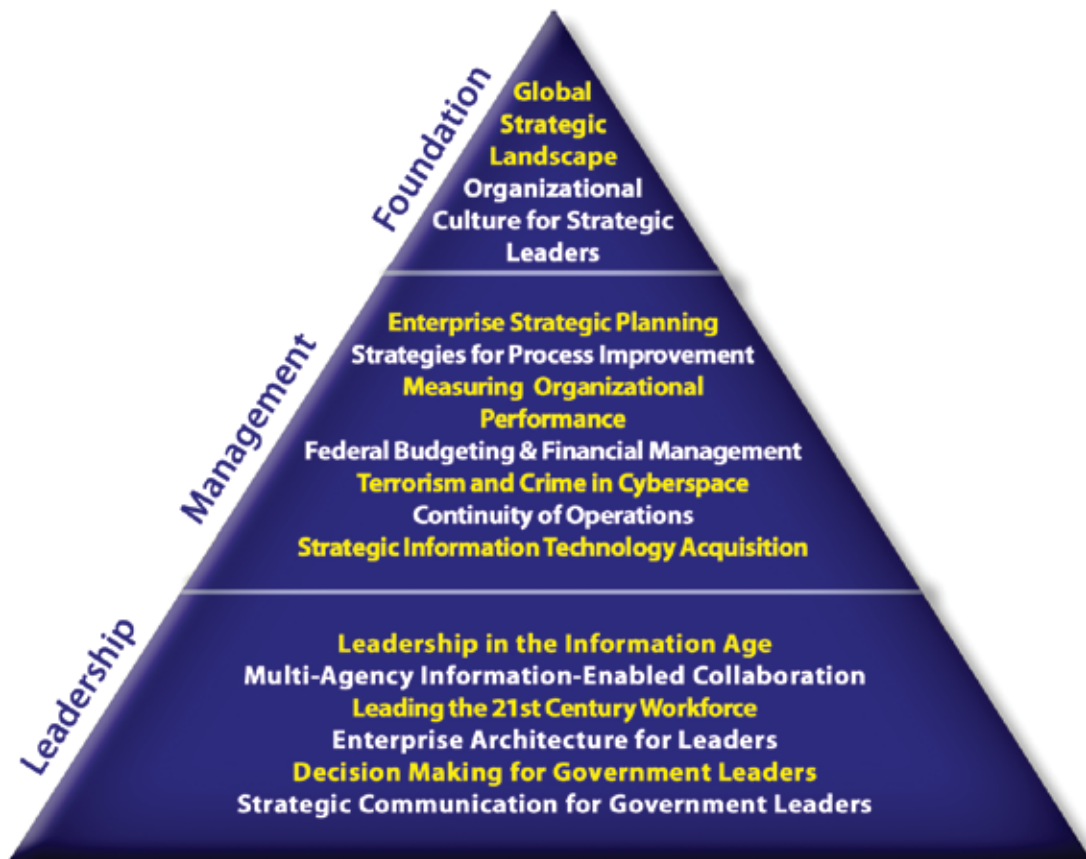 Foundation
Global
Strategic
Landscape
Organizational
Culture for Strategic
Leaders
Management
Enterprise Strategic Planning
Strategies for Process Improvement
Measuring Organizational
Performance
Federal Budgeting & Financial Management
Terrorism and Crime in Cyberspace
Continuity of Operations
Strategic Information Technology Acquisition
Leadership
Leadership in the Information Age
Multi-Agency Information-Enabled Collaboration
Leading the 21st Century Workforce
Enterprise Architecture for Leaders
Decision Making for Government Leaders
Strategic Communication for Government Leaders